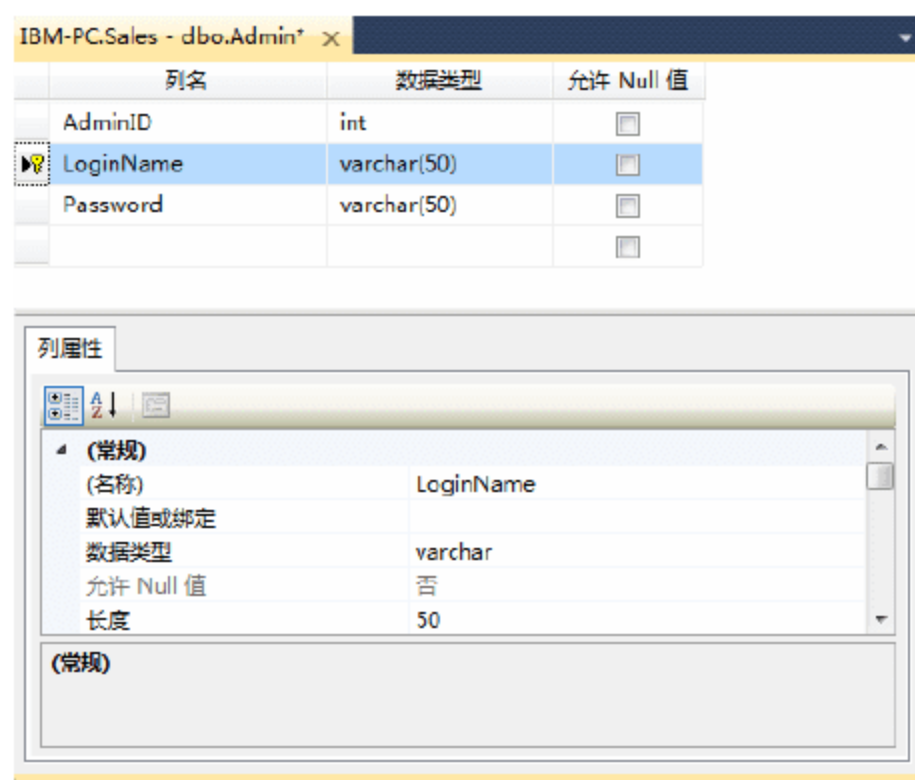 IBM-PC.Sales - dbo.Admin* ×
列名 数据类型 允许 Null 值
AdminID int
LoginName varchar(50)
Password varchar(50)
列属性
A Z
(常规)
(名称) LoginName
默认值或绑定
数据类型 varchar
允许 Null 值 否
长度 50
(常规)